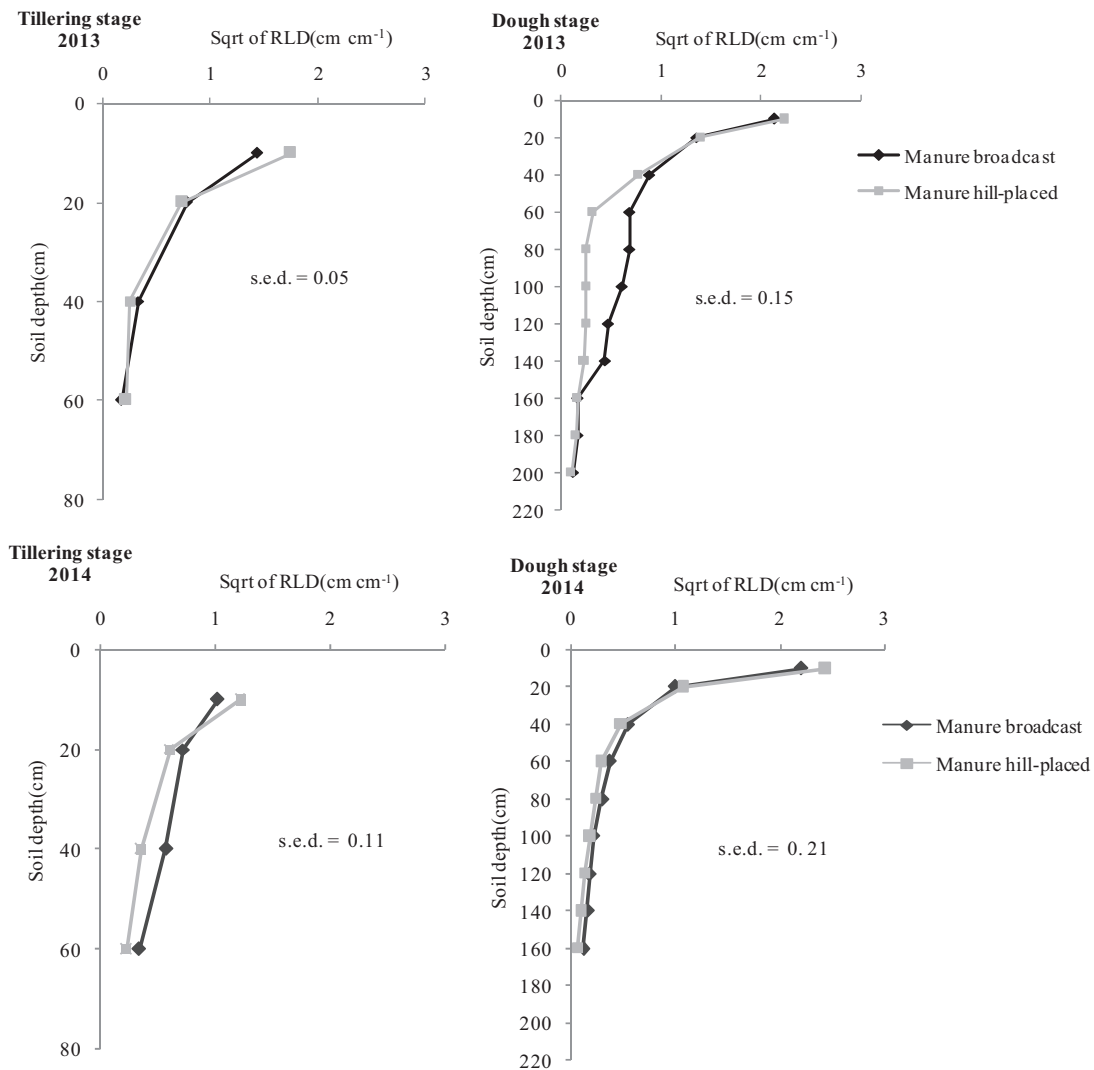 Tillering stage
2013
Sqrt of RLD(cm cm⁻¹)
0 1 2 3
0
20
40
60
80
Soil depth(cm)
s.e.d. = 0.05
Dough stage
2013
Sqrt of RLD(cm cm⁻¹)
0 1 2 3
0
20
40
60
80
100
120
140
160
180
200
220
Soil depth(cm)
s.e.d. = 0.15
Manure broadcast
Manure hill-placed
Tillering stage
2014
Sqrt of RLD(cm cm⁻¹)
0 1 2 3
0
20
40
60
80
Soil depth(cm)
s.e.d. = 0.11
Dough stage
2014
Sqrt of RLD(cm cm⁻¹)
0 1 2 3
0
20
40
60
80
100
120
140
160
180
200
220
Soil depth(cm)
s.e.d. = 0. 21
Manure broadcast
Manure hill-placed